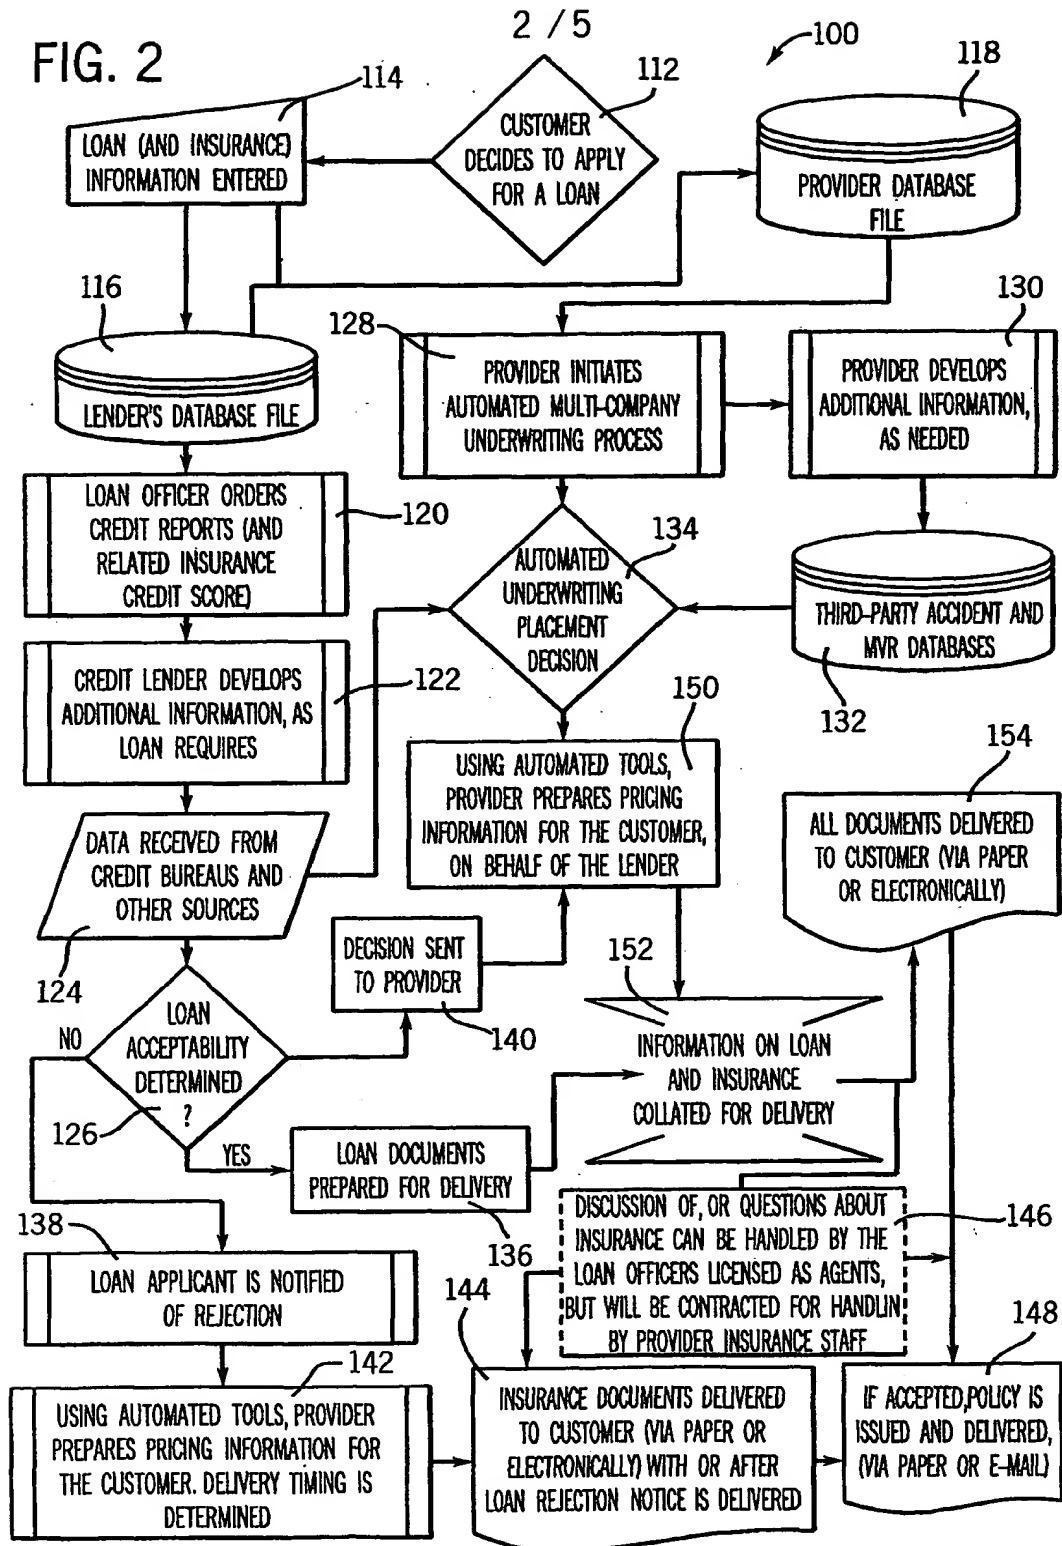 2 / 5
FIG. 2
100
112
114
118
CUSTOMER
DECIDES TO APPLY
FOR A LOAN
LOAN (AND INSURANCE)
INFORMATION ENTERED
PROVIDER DATABASE
FILE
116
LENDER'S DATABASE FILE
128
PROVIDER INITIATES
AUTOMATED MULTI-COMPANY
UNDERWRITING PROCESS
130
PROVIDER DEVELOPS
ADDITIONAL INFORMATION,
AS NEEDED
LOAN OFFICER ORDERS
CREDIT REPORTS (AND
RELATED INSURANCE
CREDIT SCORE)
120
134
AUTOMATED
UNDERWRITING
PLACEMENT
DECISION
THIRD-PARTY ACCIDENT AND
MVR DATABASES
132
CREDIT LENDER DEVELOPS
ADDITIONAL INFORMATION, AS
LOAN REQUIRES
122
150
USING AUTOMATED TOOLS,
PROVIDER PREPARES PRICING
INFORMATION FOR THE CUSTOMER,
ON BEHALF OF THE LENDER
154
ALL DOCUMENTS DELIVERED
TO CUSTOMER (VIA PAPER
OR ELECTRONICALLY)
DATA RECEIVED FROM
CREDIT BUREAUS AND
OTHER SOURCES
124
DECISION SENT
TO PROVIDER
140
152
INFORMATION ON LOAN
AND INSURANCE
COLLATED FOR DELIVERY
NO
LOAN
ACCEPTABILITY
DETERMINED
?
126
YES
LOAN DOCUMENTS
PREPARED FOR DELIVERY
136
DISCUSSION OF, OR QUESTIONS ABOUT
INSURANCE CAN BE HANDLED BY THE
LOAN OFFICERS LICENSED AS AGENTS,
BUT WILL BE CONTRACTED FOR HANDLIN
BY PROVIDER INSURANCE STAFF
146
138
LOAN APPLICANT IS NOTIFIED
OF REJECTION
142
USING AUTOMATED TOOLS, PROVIDER
PREPARES PRICING INFORMATION FOR
THE CUSTOMER. DELIVERY TIMING IS
DETERMINED
144
INSURANCE DOCUMENTS DELIVERED
TO CUSTOMER (VIA PAPER OR
ELECTRONICALLY) WITH OR AFTER
LOAN REJECTION NOTICE IS DELIVERED
148
IF ACCEPTED,POLICY IS
ISSUED AND DELIVERED,
(VIA PAPER OR E-MAIL)